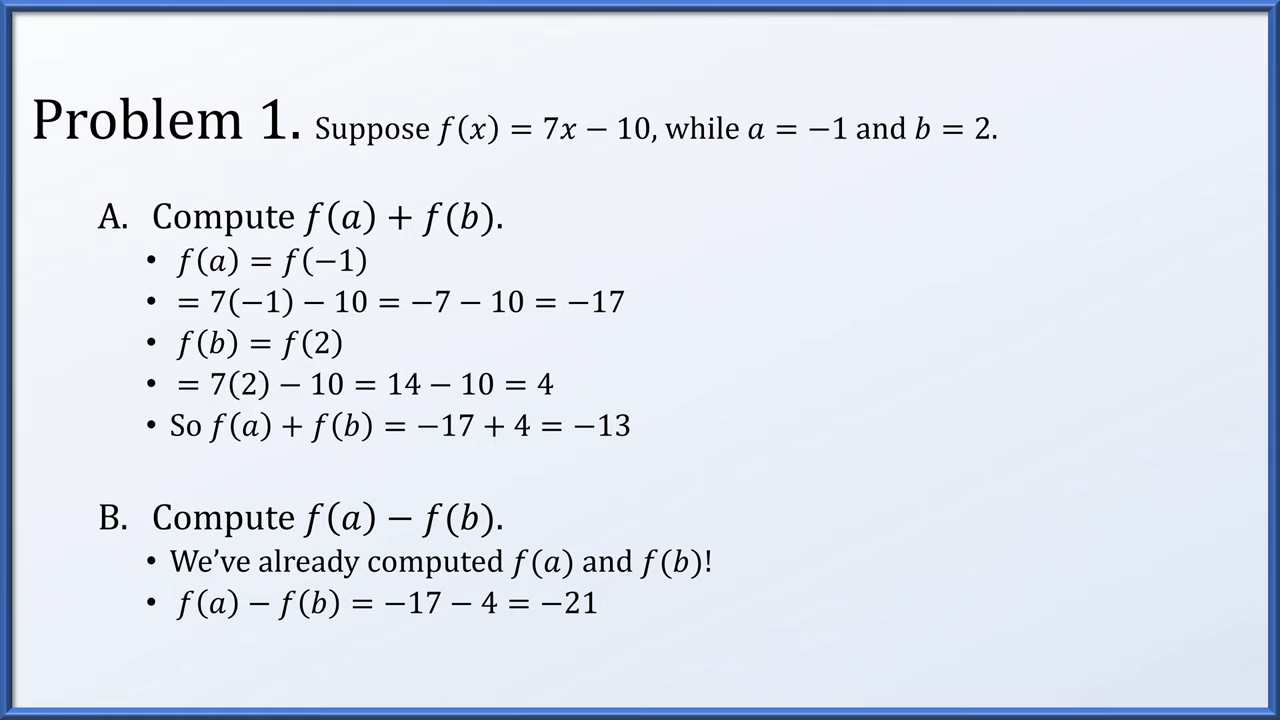 Problem 1. Suppose f(x) = 7x − 10, while a = −1 and b = 2.
A. Compute f(a) + f(b).
• f(a) = f(−1)
• = 7(−1) − 10 = −7 − 10 = −17
• f(b) = f(2)
• = 7(2) − 10 = 14 − 10 = 4
• So f(a) + f(b) = −17 + 4 = −13
B. Compute f(a) − f(b).
• We’ve already computed f(a) and f(b)!
• f(a) − f(b) = −17 − 4 = −21